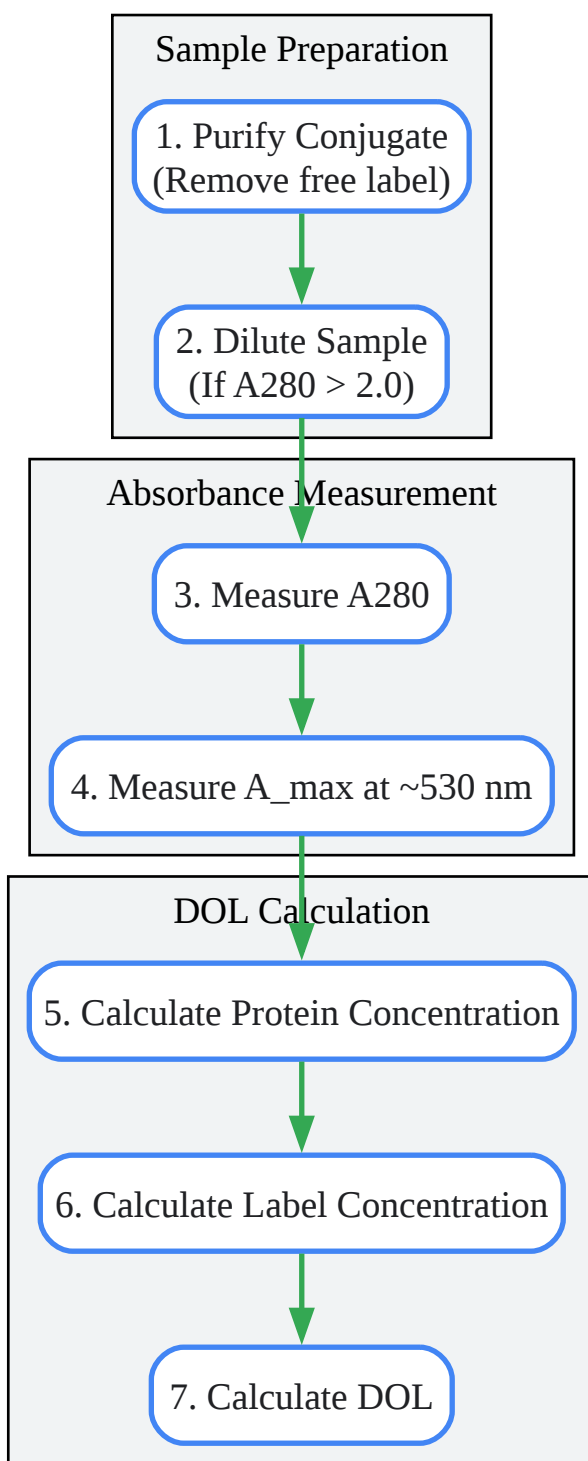 Sample Preparation
1. Purify Conjugate
(Remove free label)
2. Dilute Sample
(If A280 > 2.0)
Absorbance Measurement
3. Measure A280
4. Measure A_max at ~530 nm
DOL Calculation
5. Calculate Protein Concentration
6. Calculate Label Concentration
7. Calculate DOL